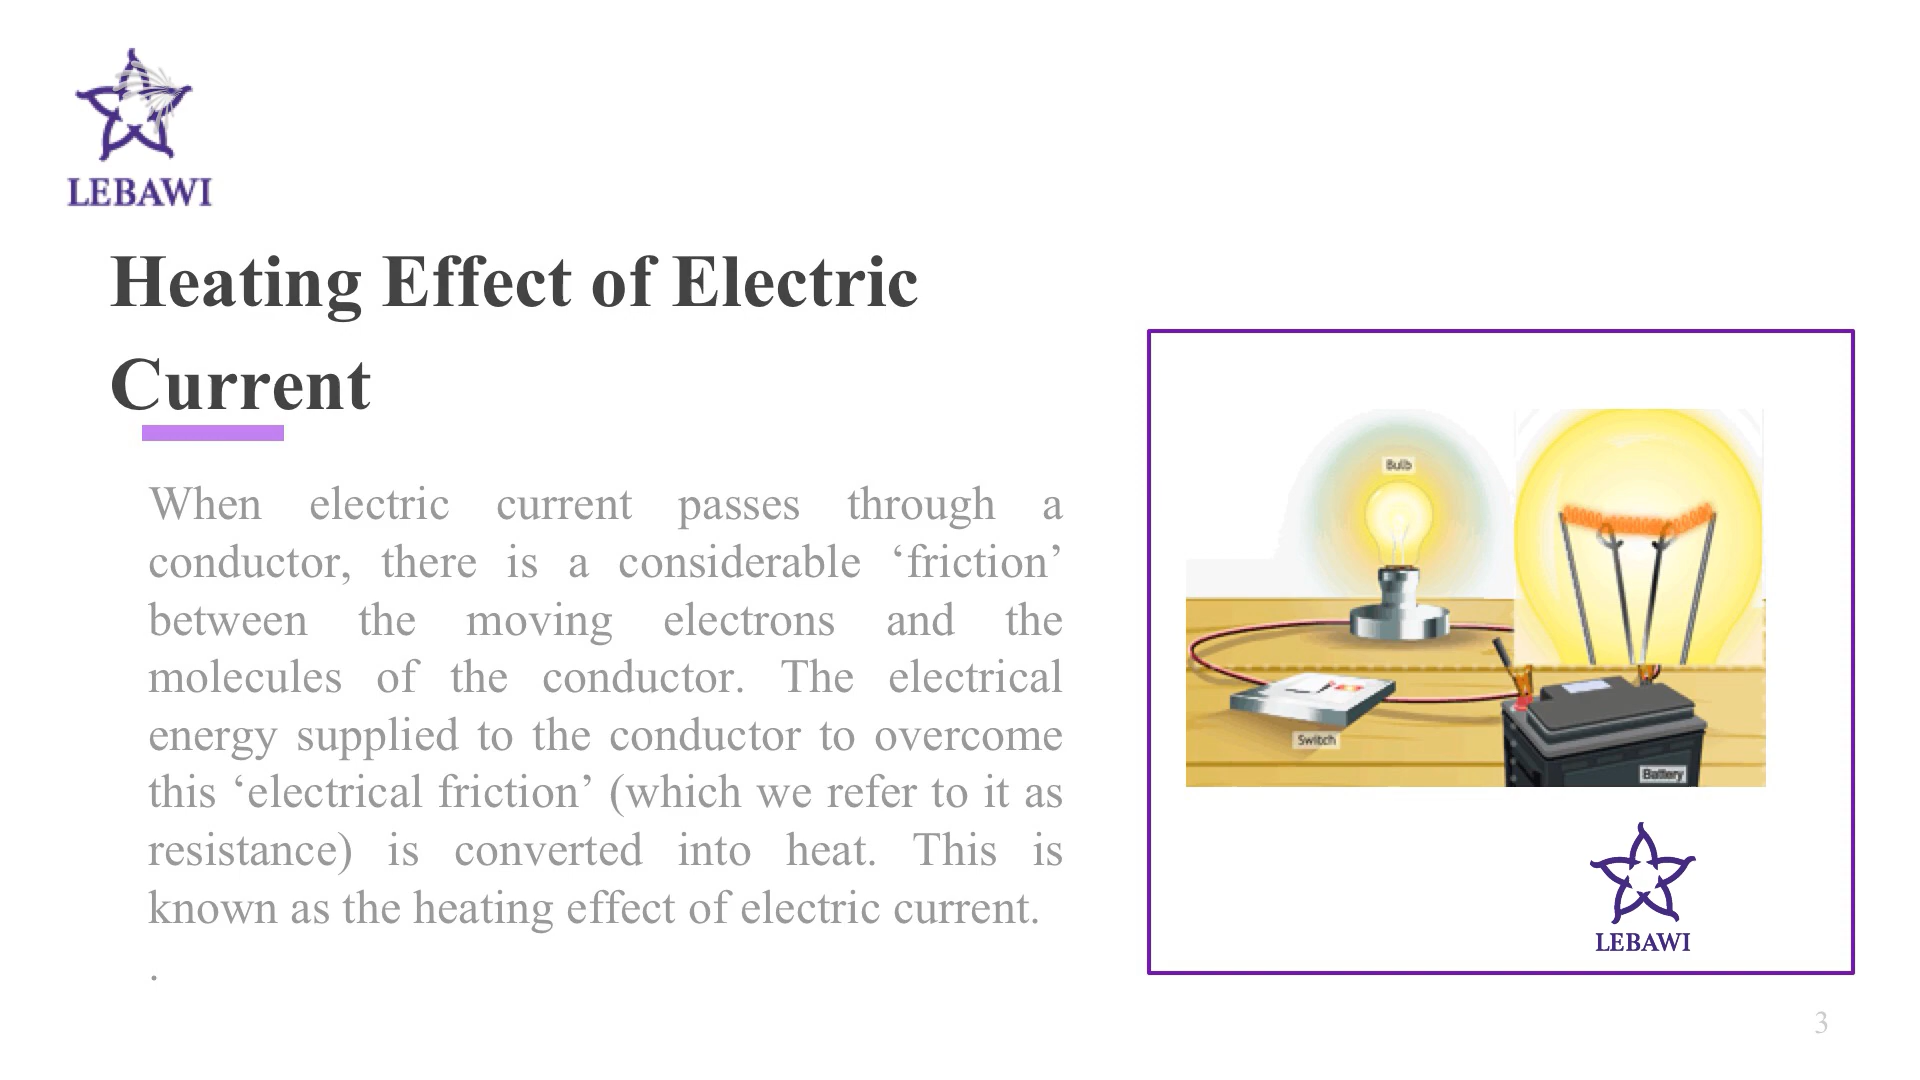 LEBAWI
Heating Effect of Electric
Current
When electric current passes through a
conductor, there is a considerable ‘friction’
between the moving electrons and the
molecules of the conductor. The electrical
energy supplied to the conductor to overcome
this ‘electrical friction’ (which we refer to it as
resistance) is converted into heat. This is
known as the heating effect of electric current.
.
Bulb
Switch
Battery
LEBAWI
3